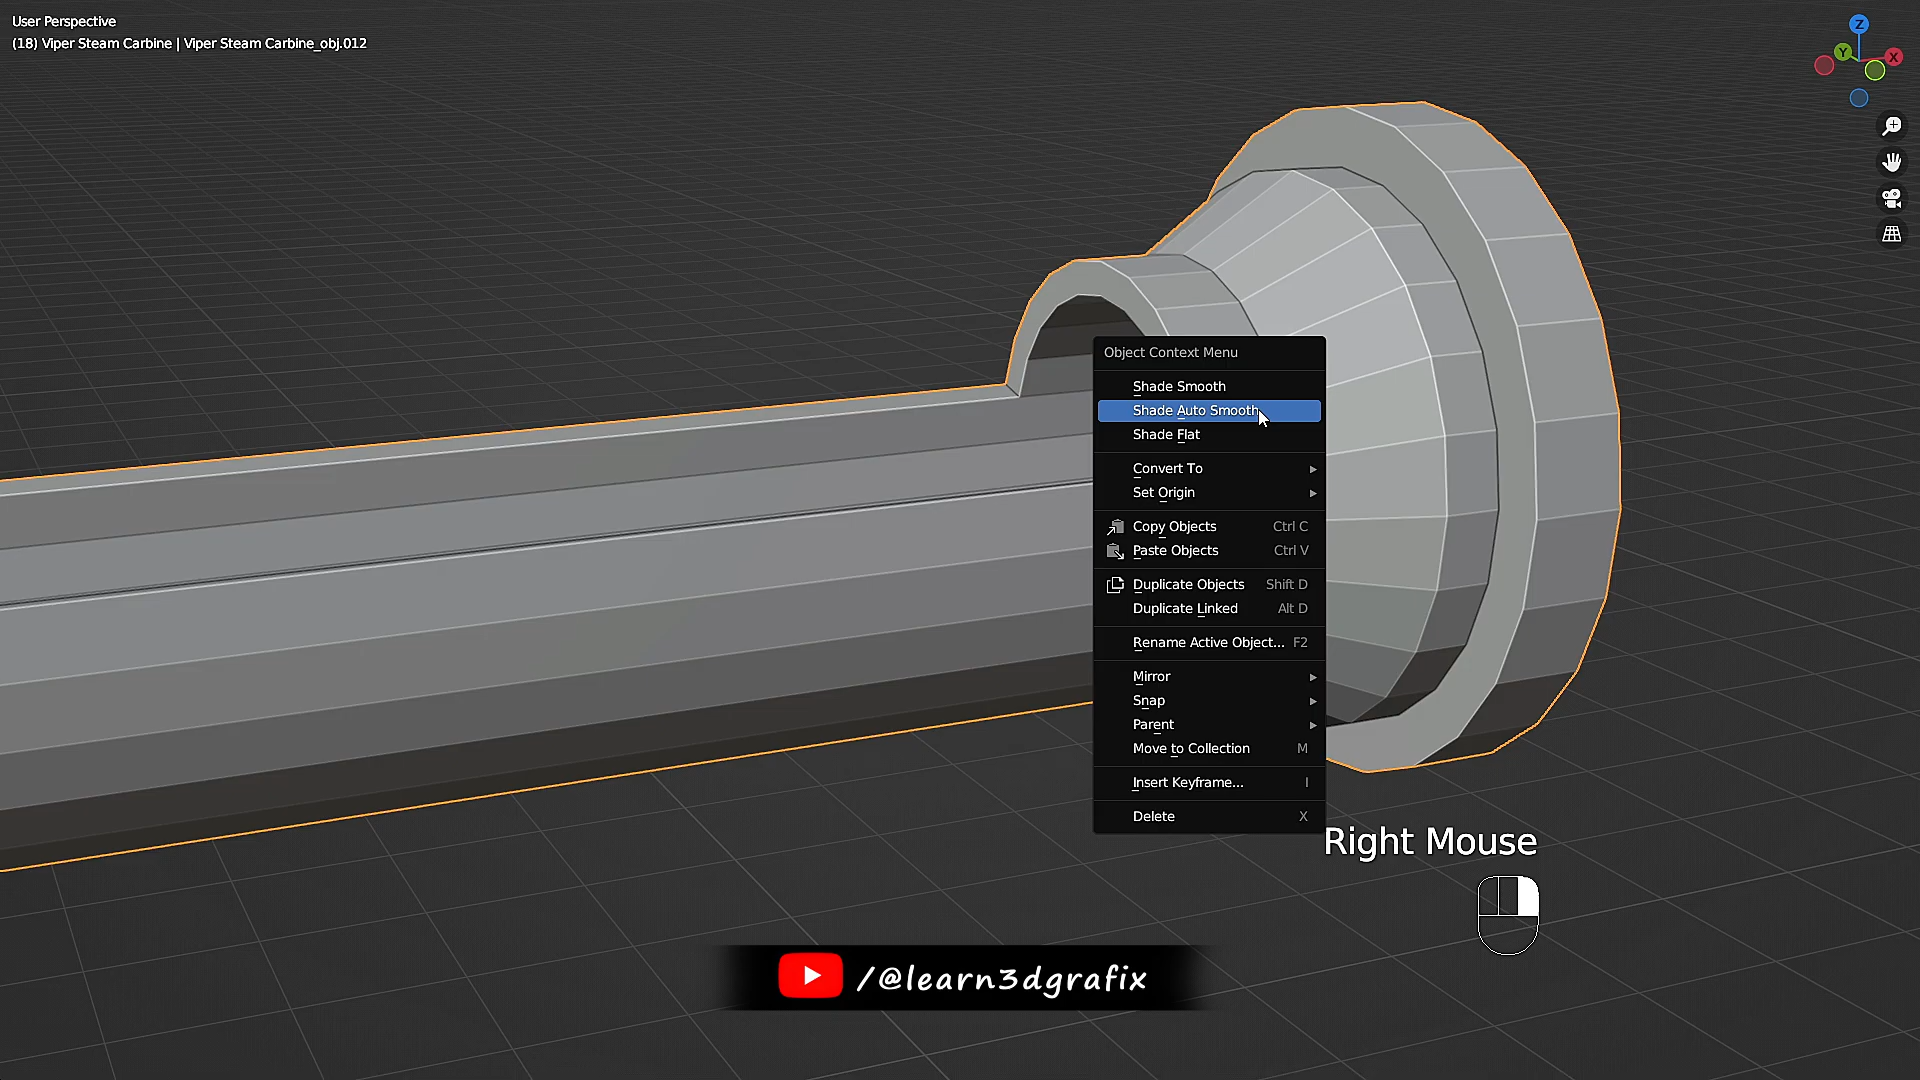 User Perspective
(18) Viper Steam Carbine | Viper Steam Carbine_obj.012
Z
Y
X
Object Context Menu
Shade Smooth
Shade Auto Smooth
Shade Flat
Convert To
Set Origin
Copy Objects Ctrl C
Paste Objects Ctrl V
Duplicate Objects Shift D
Duplicate Linked Alt D
Rename Active Object... F2
Mirror
Snap
Parent
Move to Collection M
Insert Keyframe... I
Delete X
Right Mouse
/@learn3dgrafix